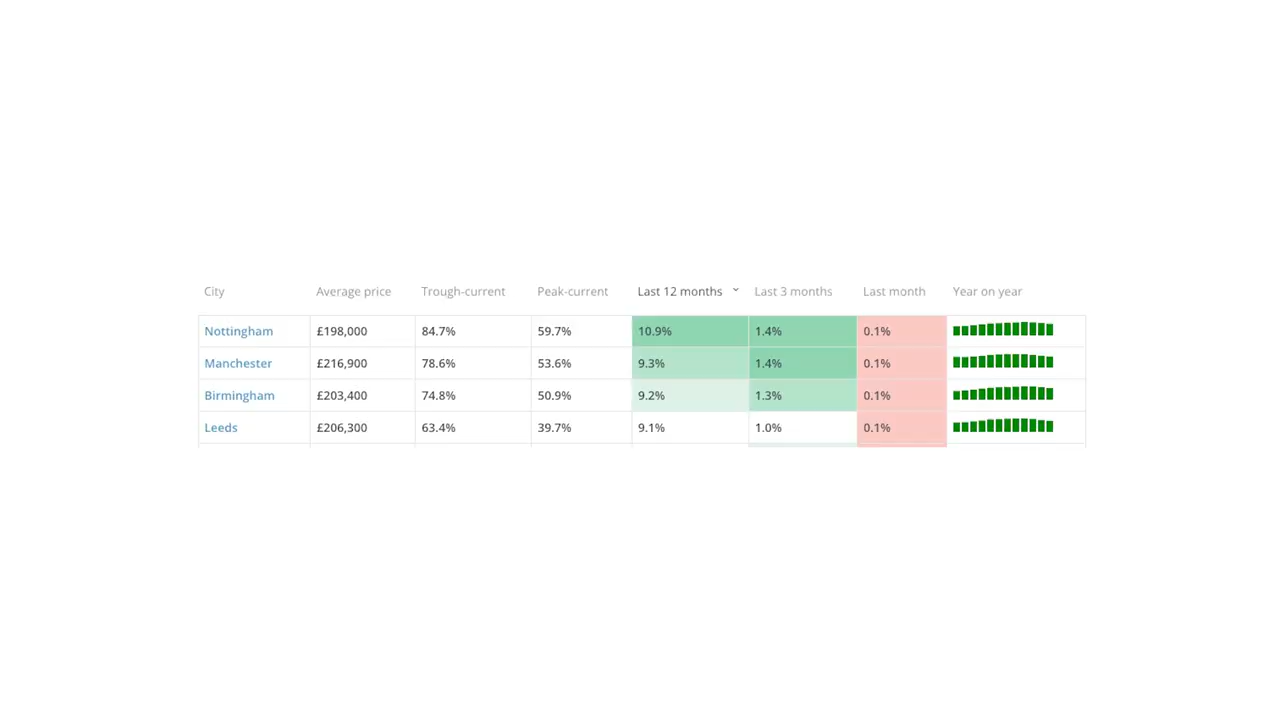 City Average price Trough-current Peak-current Last 12 months Last 3 months Last month Year on year
Nottingham £198,000 84.7% 59.7% 10.9% 1.4% 0.1%
Manchester £216,900 78.6% 53.6% 9.3% 1.4% 0.1%
Birmingham £203,400 74.8% 50.9% 9.2% 1.3% 0.1%
Leeds £206,300 63.4% 39.7% 9.1% 1.0% 0.1%